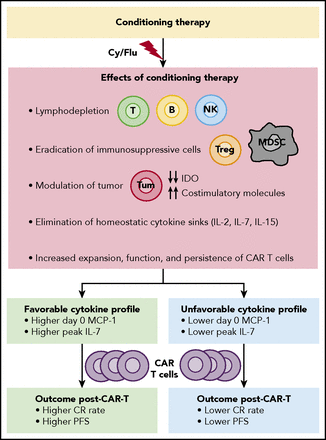 Conditioning therapy
Cy/Flu
Effects of conditioning therapy
• Lymphodepletion T B NK
• Eradication of immunosuppressive cells Treg MDSC
• Modulation of tumor Tum ↓↓ IDO
↑↑ Costimulatory molecules
• Elimination of homeostatic cytokine sinks (IL-2, IL-7, IL-15)
• Increased expansion, function, and persistence of CAR T cells
Favorable cytokine profile
• Higher day 0 MCP-1
• Higher peak IL-7
Unfavorable cytokine profile
• Lower day 0 MCP-1
• Lower peak IL-7
CAR
T cells
Outcome post-CAR-T
• Higher CR rate
• Higher PFS
Outcome post-CAR-T
• Lower CR rate
• Lower PFS